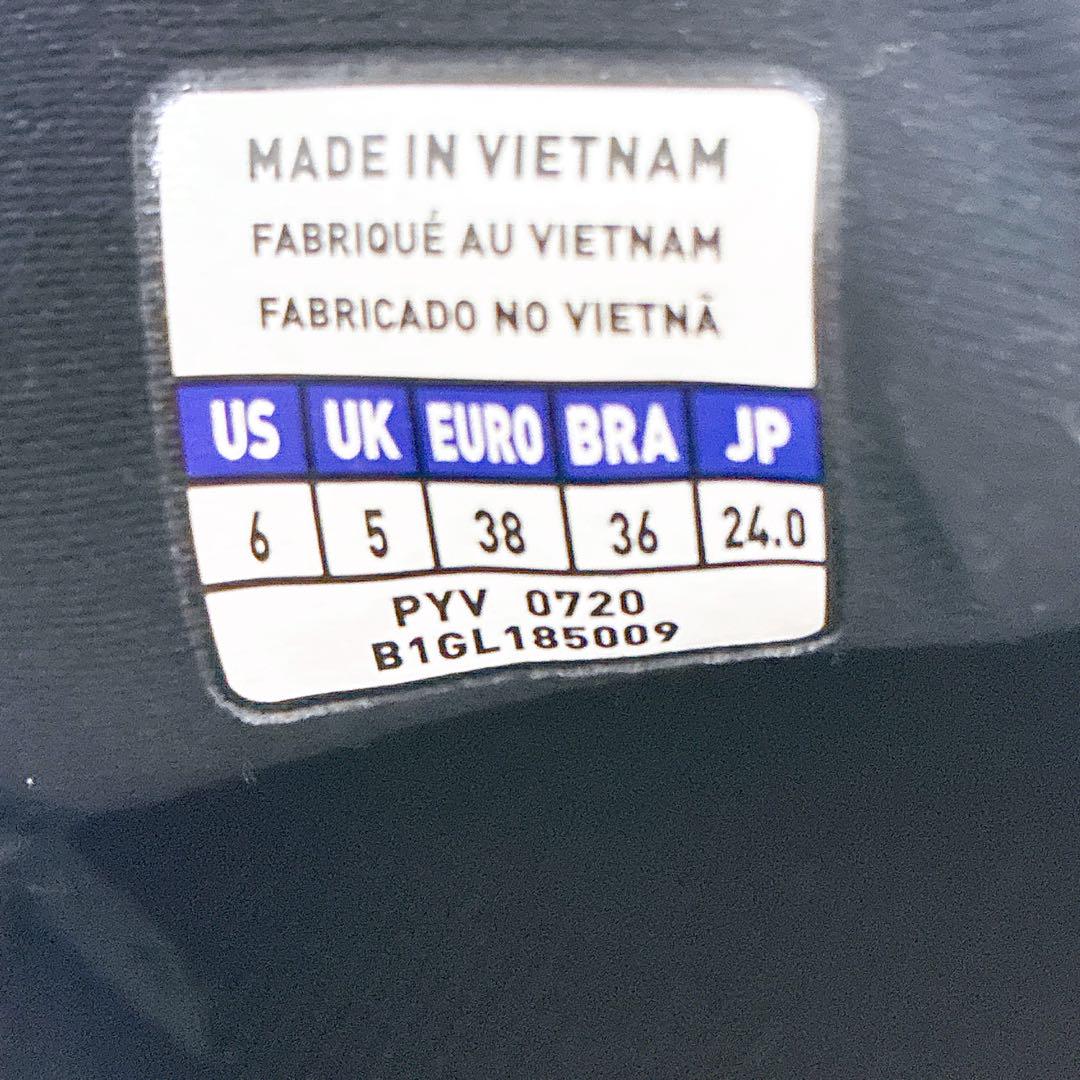 MADE IN VIETNAM
FABRIQUÉ AU VIETNAM
FABRICADO NO VIETNÃ
US UK EURO BRA JP
6 5 38 36 24.0
PYV 0720
B1GL185009